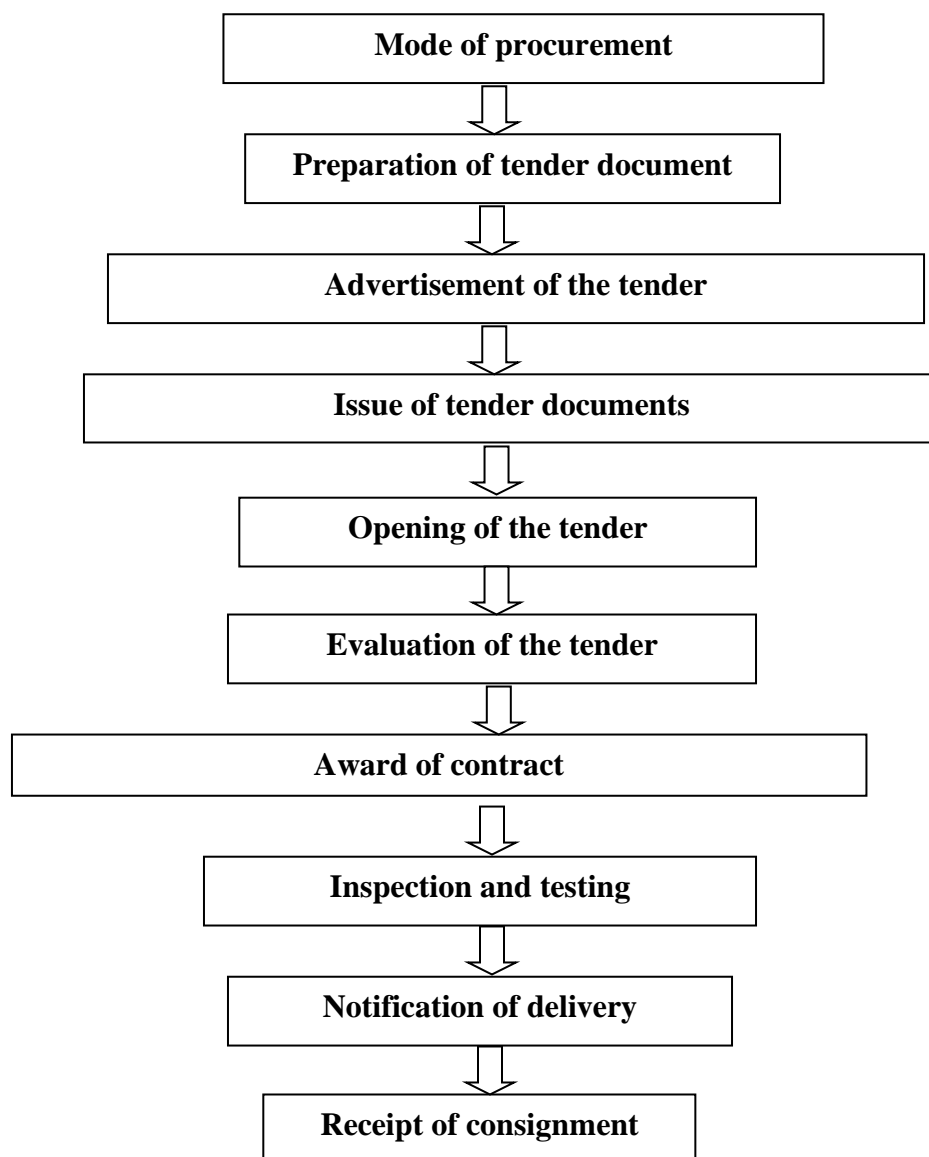 Mode of procurement
Preparation of tender document
Advertisement of the tender
Issue of tender documents
Opening of the tender
Evaluation of the tender
Award of contract
Inspection and testing
Notification of delivery
Receipt of consignment